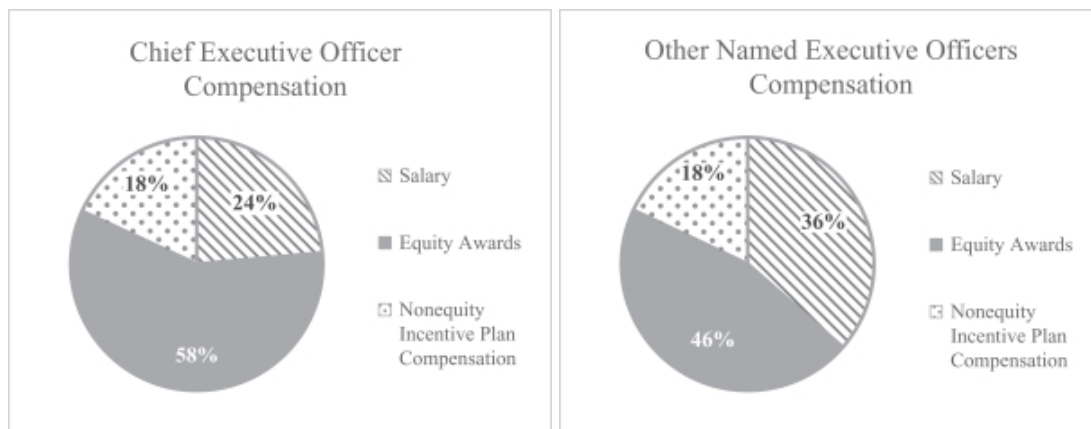 Chief Executive Officer
Compensation
18%
24%
58%
Salary
Equity Awards
Nonequity
Incentive Plan
Compensation
Other Named Executive Officers
Compensation
18%
36%
46%
Salary
Equity Awards
Nonequity
Incentive Plan
Compensation